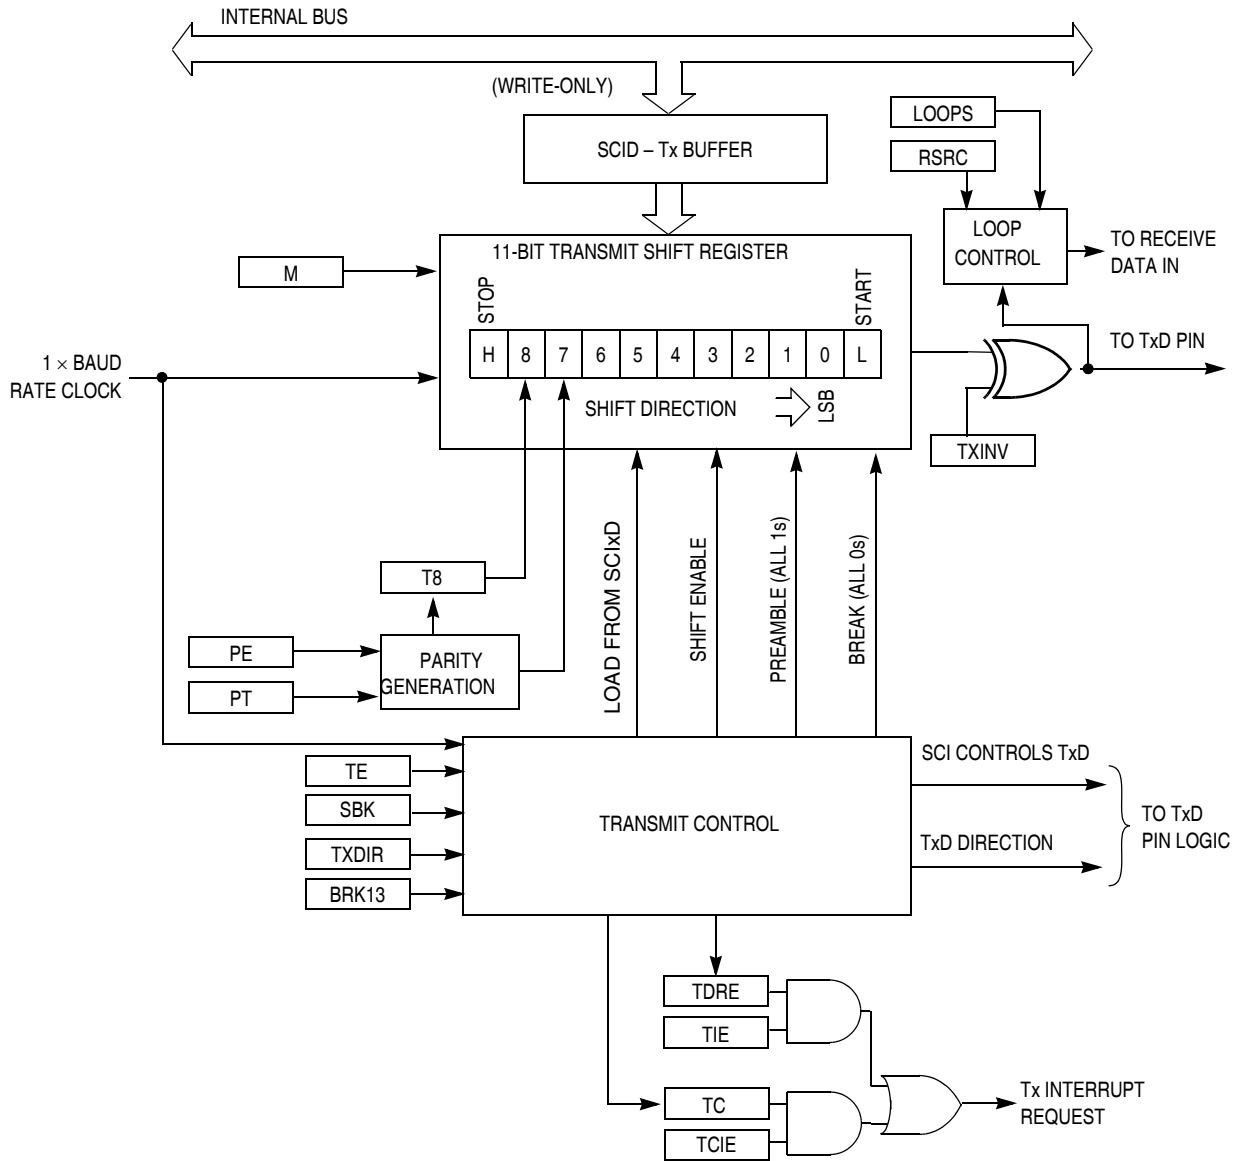 INTERNAL BUS
(WRITE-ONLY)
SCID – Tx BUFFER
LOOPS
RSRC
LOOP
CONTROL
TO RECEIVE
DATA IN
11-BIT TRANSMIT SHIFT REGISTER
M
STOP
START
H 8 7 6 5 4 3 2 1 0 L
1 × BAUD
RATE CLOCK
SHIFT DIRECTION
LSB
TO TxD PIN
TXINV
LOAD FROM SCIxD
SHIFT ENABLE
PREAMBLE (ALL 1s)
BREAK (ALL 0s)
T8
PE
PT
PARITY
GENERATION
TE
SBK
TXDIR
BRK13
TRANSMIT CONTROL
SCI CONTROLS TxD
TxD DIRECTION
TO TxD
PIN LOGIC
TDRE
TIE
TC
TCIE
Tx INTERRUPT
REQUEST